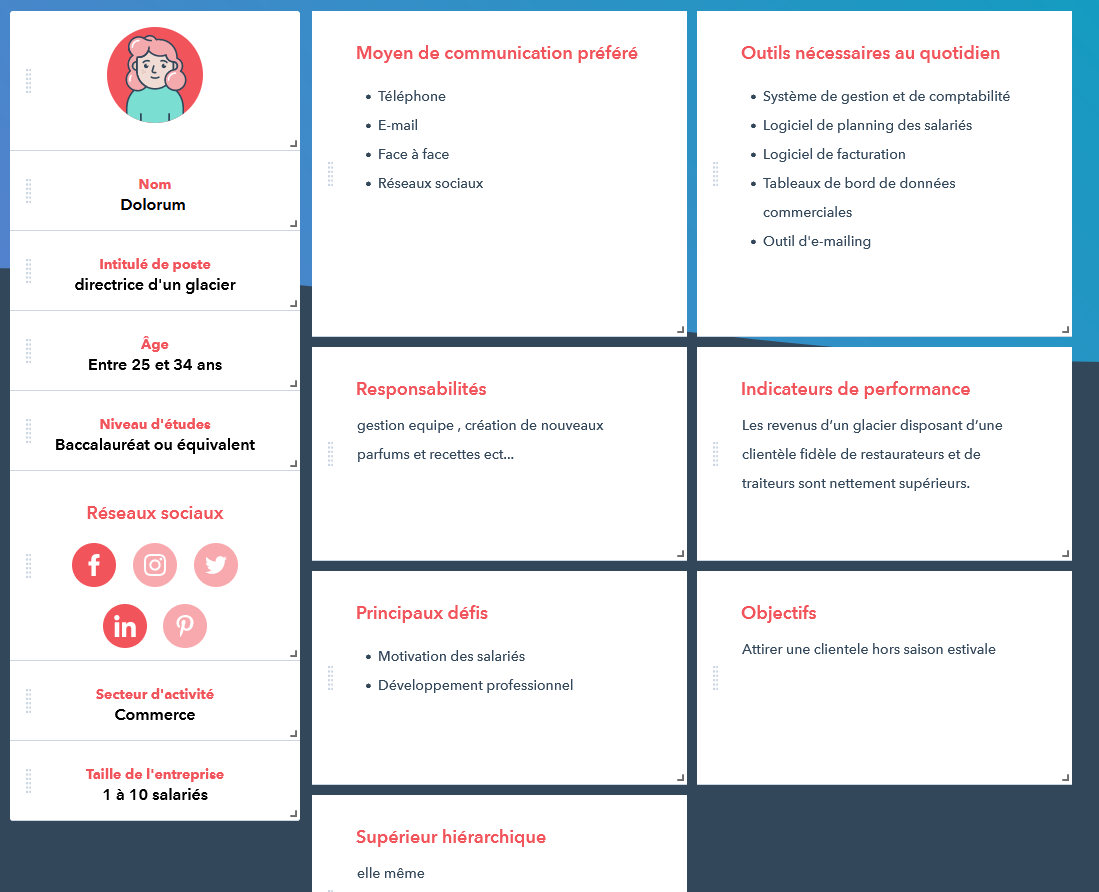 Nom
Dolorum
Intitulé de poste
directrice d'un glacier
Âge
Entre 25 et 34 ans
Niveau d'études
Baccalauréat ou équivalent
Réseaux sociaux
f
in
Secteur d'activité
Commerce
Taille de l'entreprise
1 à 10 salariés
Moyen de communication préféré
• Téléphone
• E-mail
• Face à face
• Réseaux sociaux
Outils nécessaires au quotidien
• Système de gestion et de comptabilité
• Logiciel de planning des salariés
• Logiciel de facturation
• Tableaux de bord de données
commerciales
• Outil d'e-mailing
Responsabilités
gestion equipe , création de nouveaux
parfums et recettes ect...
Indicateurs de performance
Les revenus d’un glacier disposant d’une
clientèle fidèle de restaurateurs et de
traiteurs sont nettement supérieurs.
Principaux défis
• Motivation des salariés
• Développement professionnel
Objectifs
Attirer une clientele hors saison estivale
Supérieur hiérarchique
elle même